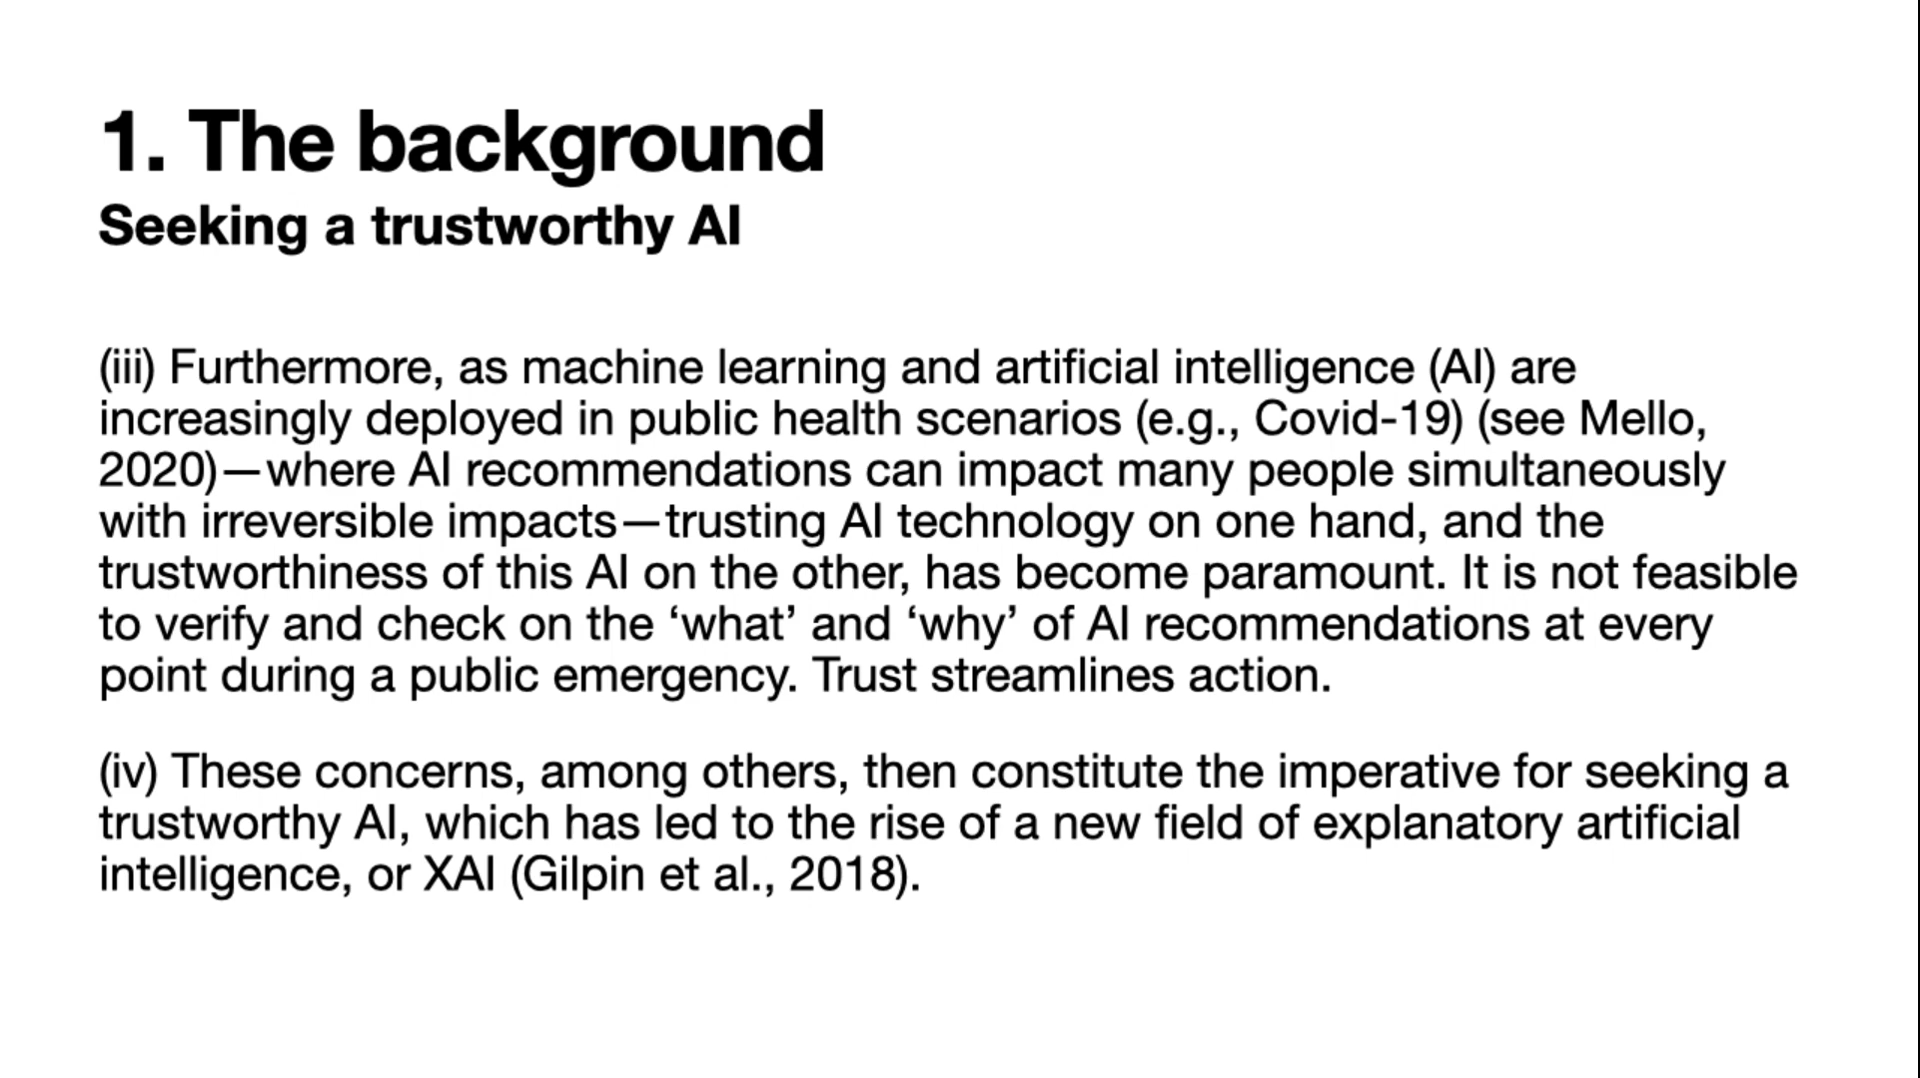 1. The background
Seeking a trustworthy AI
(iii) Furthermore, as machine learning and artificial intelligence (AI) are
increasingly deployed in public health scenarios (e.g., Covid-19) (see Mello,
2020)—where AI recommendations can impact many people simultaneously
with irreversible impacts—trusting AI technology on one hand, and the
trustworthiness of this AI on the other, has become paramount. It is not feasible
to verify and check on the ‘what’ and ‘why’ of AI recommendations at every
point during a public emergency. Trust streamlines action.
(iv) These concerns, among others, then constitute the imperative for seeking a
trustworthy AI, which has led to the rise of a new field of explanatory artificial
intelligence, or XAI (Gilpin et al., 2018).